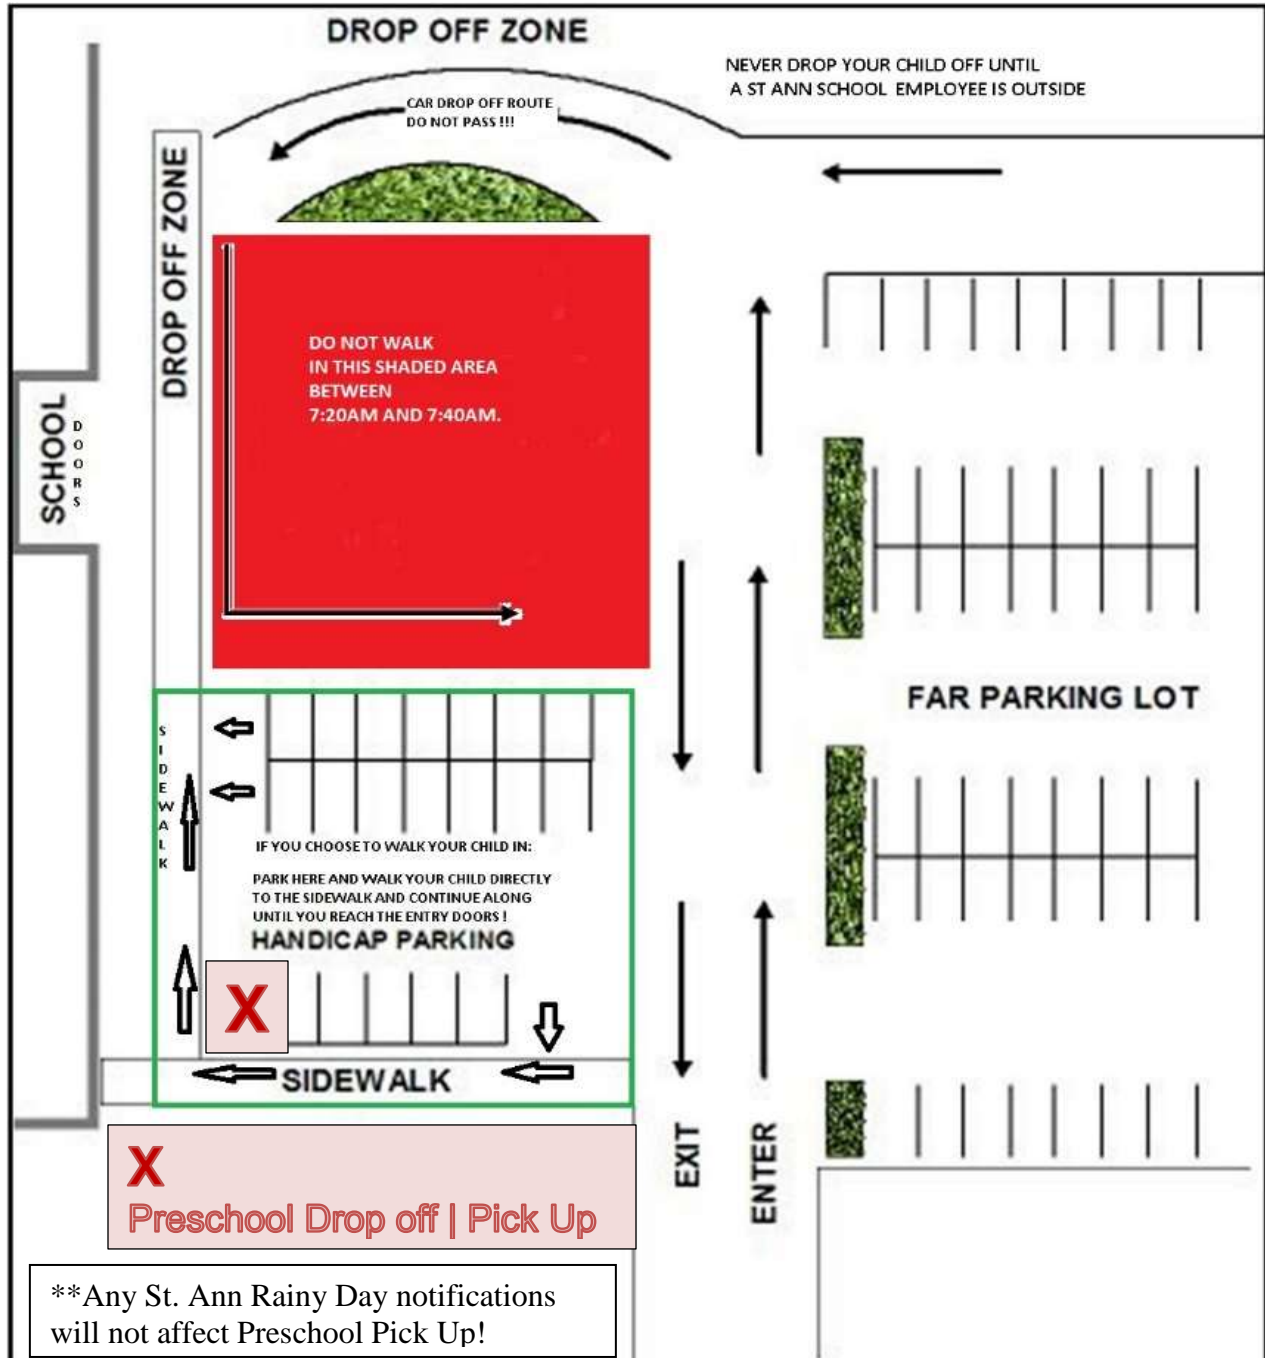 DROP OFF ZONE
NEVER DROP YOUR CHILD OFF UNTIL
A ST ANN SCHOOL EMPLOYEE IS OUTSIDE
CAR DROP OFF ROUTE
DO NOT PASS !!!
DROP OFF ZONE
DO NOT WALK
IN THIS SHADED AREA
BETWEEN
7:20AM AND 7:40AM.
SCHOOL
DOORS
FAR PARKING LOT
SIDEWALK
IF YOU CHOOSE TO WALK YOUR CHILD IN:
PARK HERE AND WALK YOUR CHILD DIRECTLY
TO THE SIDEWALK AND CONTINUE ALONG
UNTIL YOU REACH THE ENTRY DOORS !
HANDICAP PARKING
X
SIDEWALK
EXIT
ENTER
X
Preschool Drop off | Pick Up
**Any St. Ann Rainy Day notifications
will not affect Preschool Pick Up!